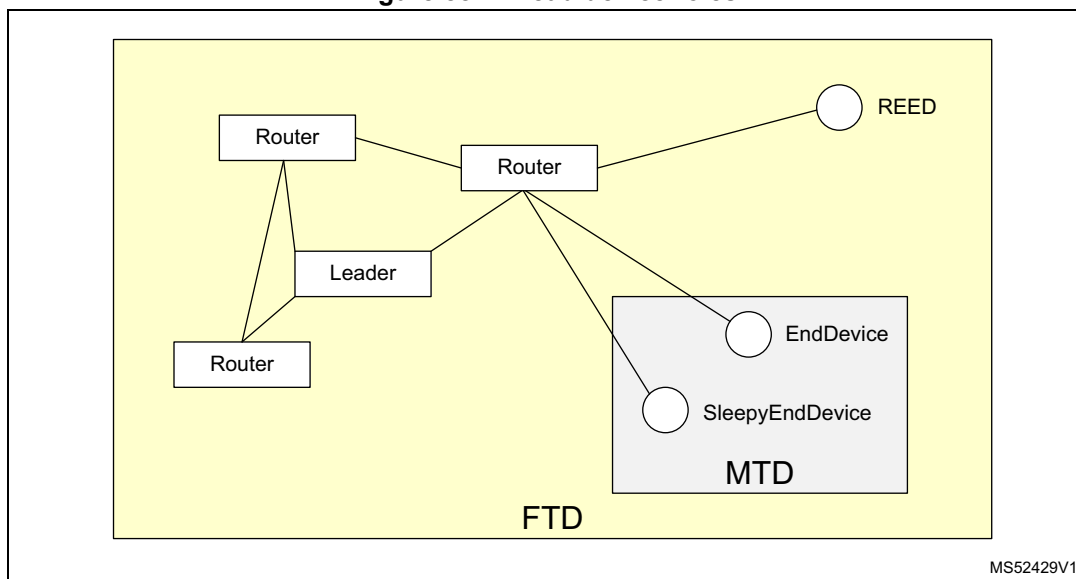 REED
Router
Router
Leader
EndDevice
Router
SleepyEndDevice
MTD
FTD
MS52429V1